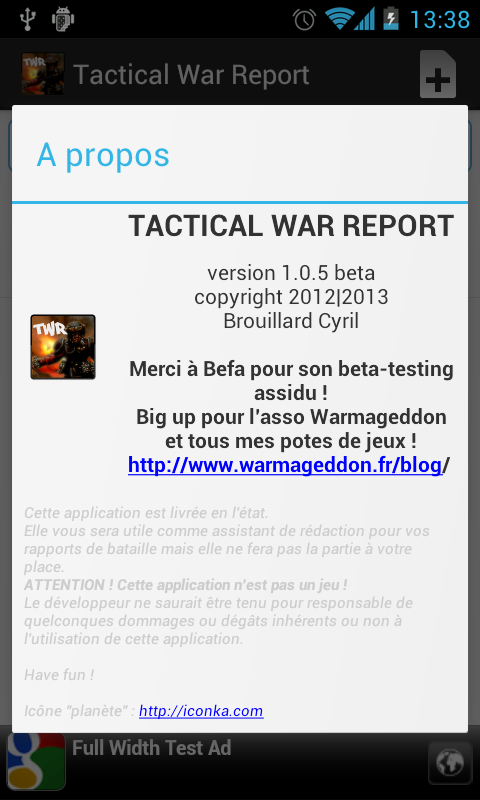 13:38
TWR
Tactical War Report
A propos
TACTICAL WAR REPORT
version 1.0.5 beta
copyright 2012|2013
Brouillard Cyril
TWR
Merci à Befa pour son beta-testing
assidu !
Big up pour l'asso Warmageddon
et tous mes potes de jeux !
http://www.warmageddon.fr/blog/
Cette application est livrée en l'état.
Elle vous sera utile comme assistant de rédaction pour vos
rapports de bataille mais elle ne fera pas la partie à votre
place.
ATTENTION ! Cette application n'est pas un jeu !
Le développeur ne saurait être tenu pour responsable de
quelconques dommages ou dégâts inhérents ou non à
l'utilisation de cette application.
Have fun !
Icône "planète" : http://iconka.com
g
Full Width Test Ad